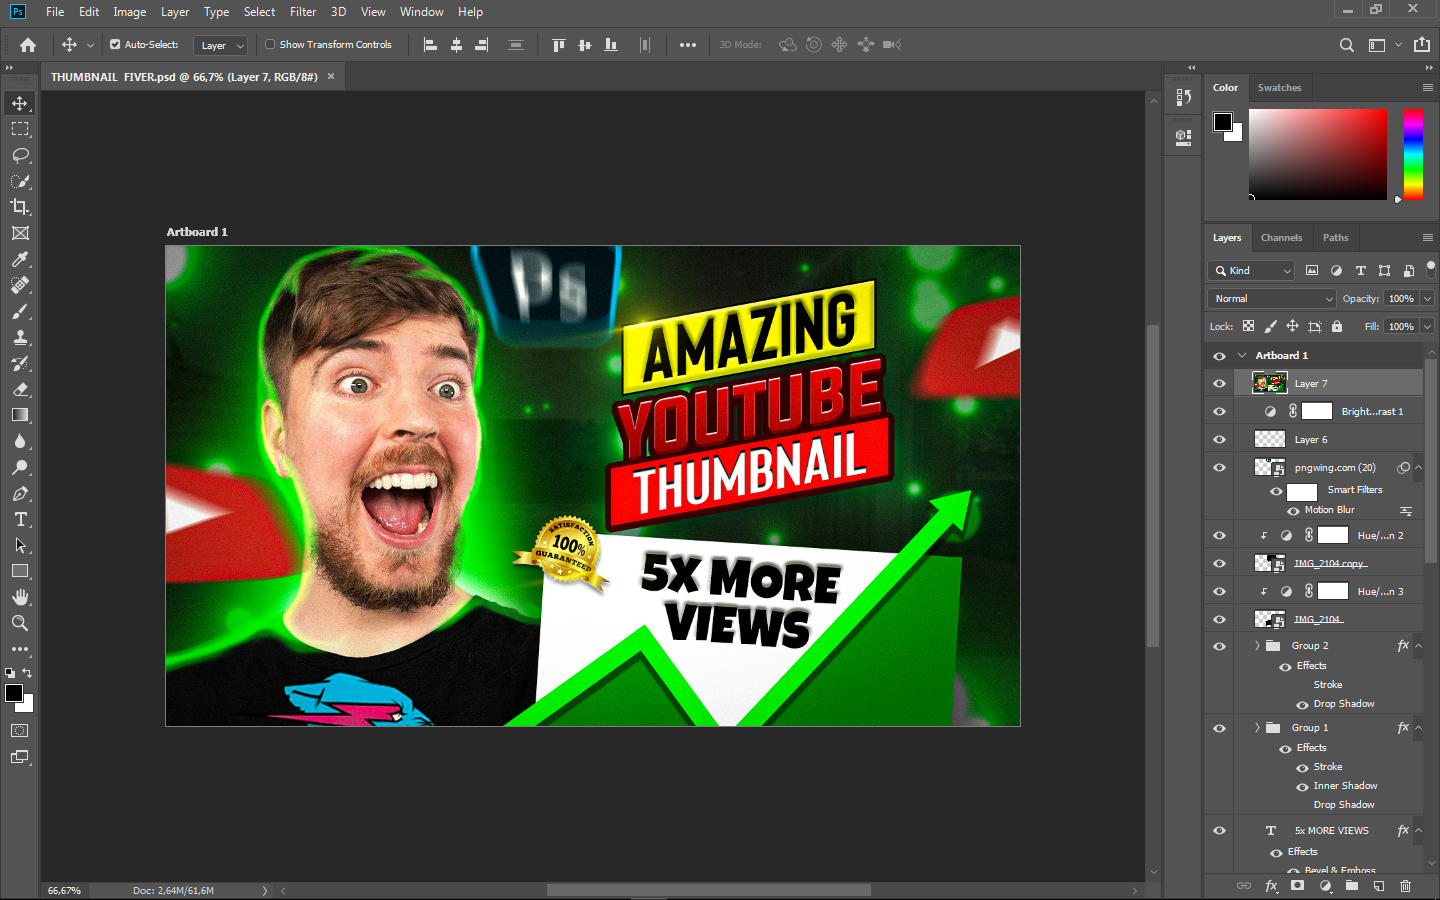 Ps File Edit Image Layer Type Select Filter 3D View Window Help
Auto-Select: Layer Show Transform Controls 3D Mode:
THUMBNAIL FIVER.psd @ 66,7% (Layer 7, RGB/8#) ×
Artboard 1
Ps
AMAZING
YOUTUBE
THUMBNAIL
SATISFACTION
100%
GUARANTEED
5X MORE
VIEWS
66,67% Doc: 2,64M/61,6M
Color Swatches
Layers Channels Paths
Kind
Normal Opacity: 100%
Lock: Fill: 100%
Artboard 1
Layer 7
Bright...rast 1
Layer 6
pngwing.com (20)
Smart Filters
Motion Blur
Hue/...n 2
IMG_2104 copy
Hue/...n 3
IMG_2104
Group 2 fx
Effects
Stroke
Drop Shadow
Group 1 fx
Effects
Stroke
Inner Shadow
Drop Shadow
T 5x MORE VIEWS fx
Effects
Bevel & Emboss
fx